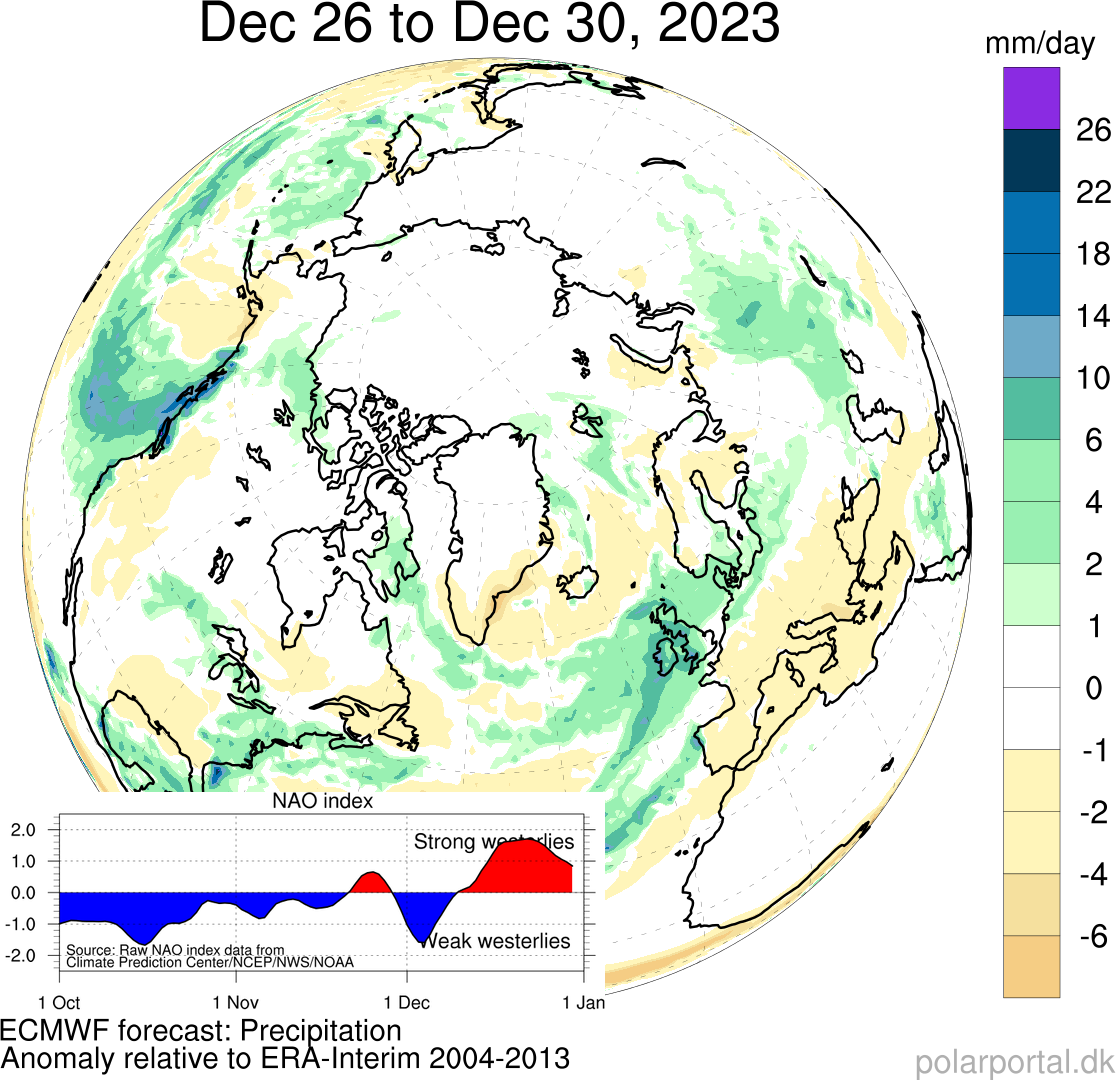 Dec 26 to Dec 30, 2023
mm/day
26
22
18
14
10
6
4
2
1
0
-1
-2
-4
-6
NAO index
2.0
1.0
0.0
-1.0
-2.0
Strong westerlies
Weak westerlies
Source: Raw NAO index data from
Climate Prediction Center/NCEP/NWS/NOAA
1 Oct 1 Nov 1 Dec 1 Jan
ECMWF forecast: Precipitation
Anomaly relative to ERA-Interim 2004-2013
polarportal.dk